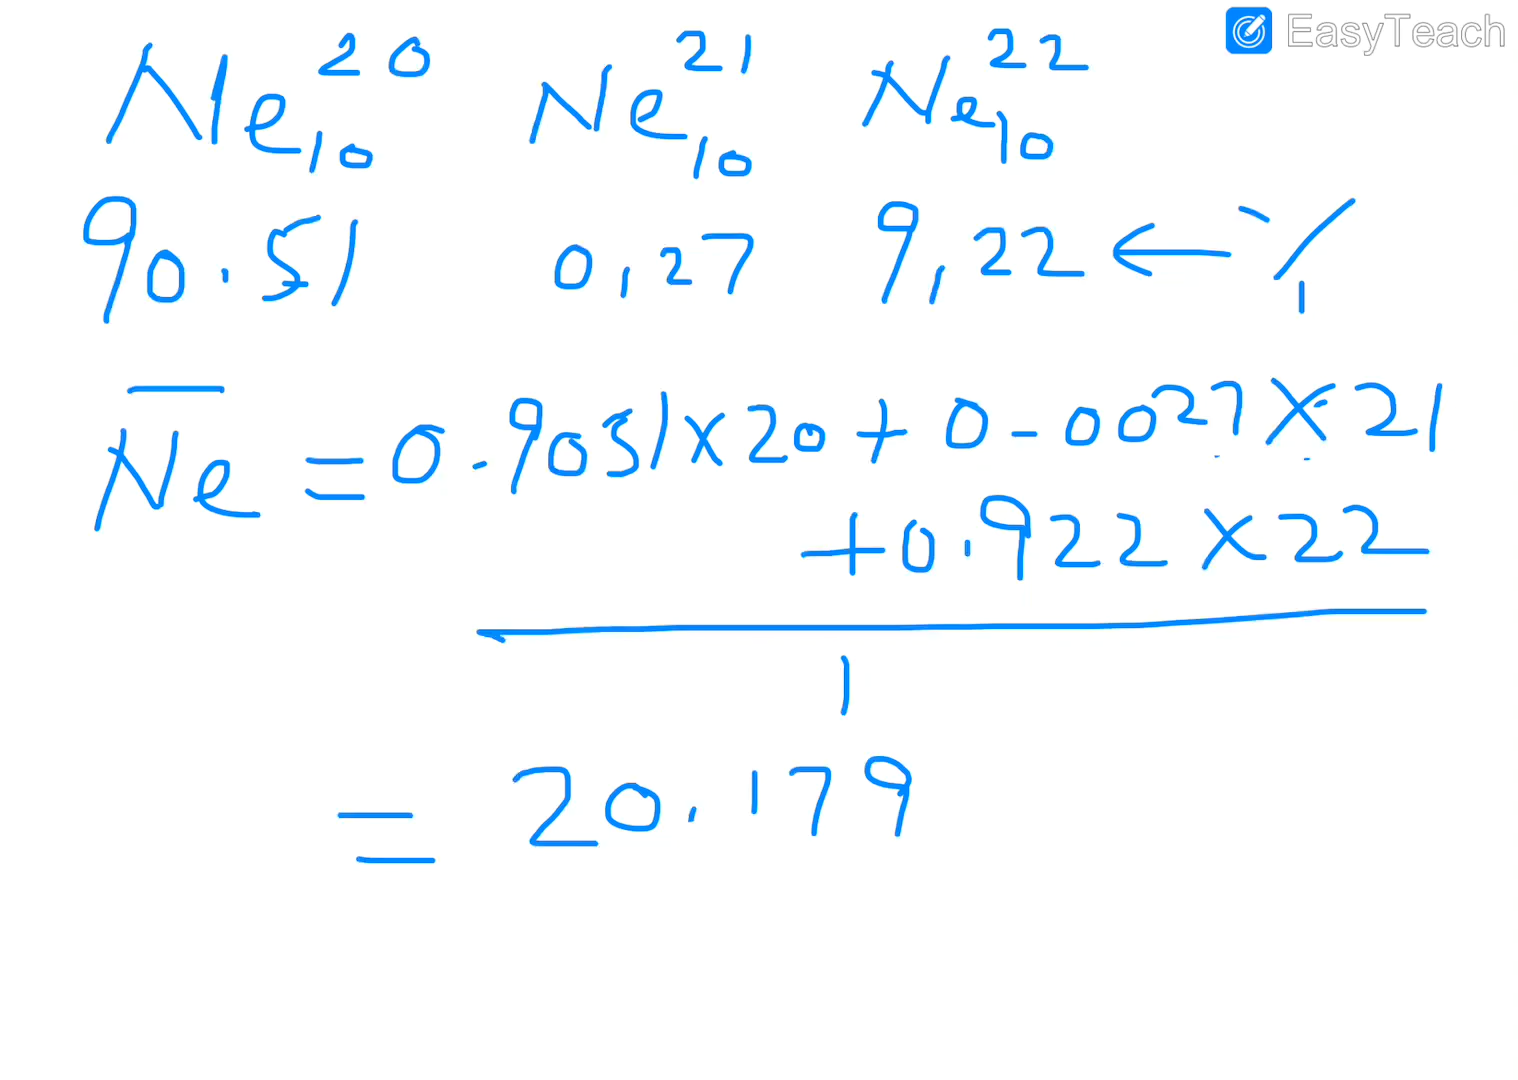 EasyTeach
Ne²⁰₁₀ Ne²¹₁₀ Ne²²₁₀
90.51 0,27 9,22 ← %
N̅e̅ = 0.9051 × 20 + 0.0027 × 21
+ 0.922 × 22
1
= 20.179